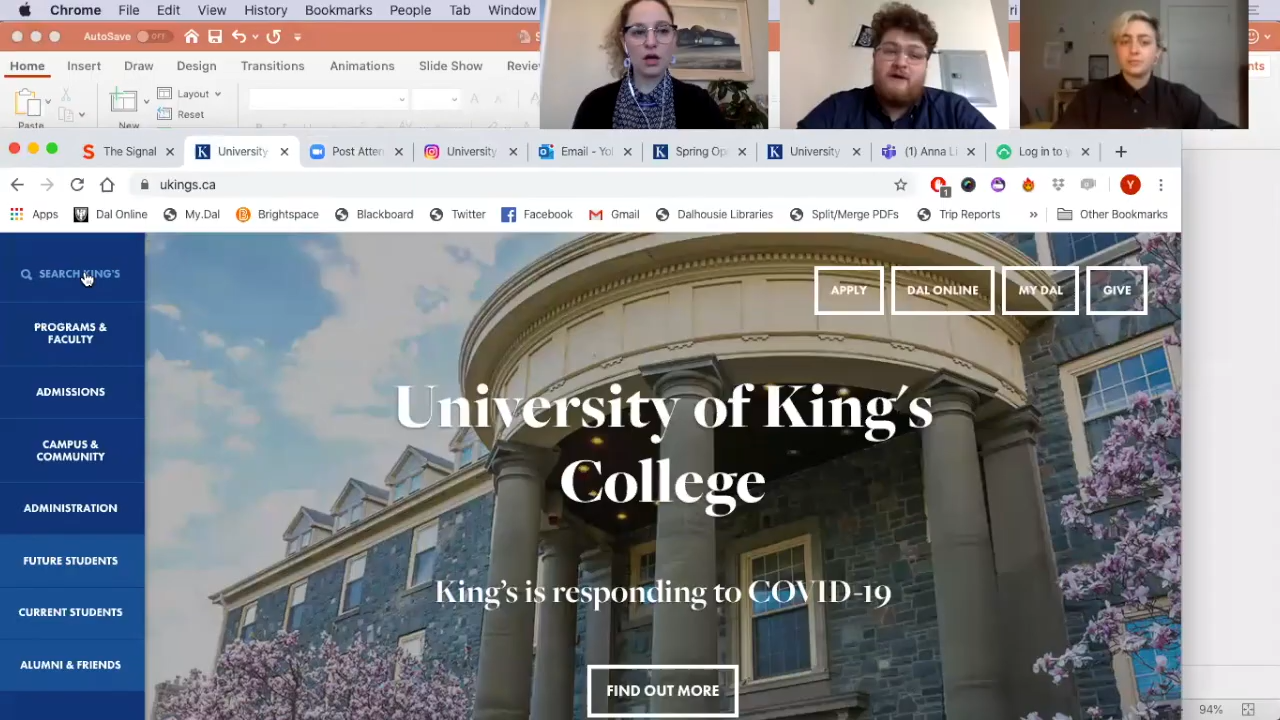 Chrome File Edit View History Bookmarks People Tab Window
AutoSave OFF
Home Insert Draw Design Transitions Animations Slide Show
Paste New Layout
Reset
The Signal University Post Atten University Email - Yo Spring Op University (1) Anna Li Log in to y
ukings.ca
1 Y
Apps Dal Online My.Dal Brightspace Blackboard Twitter Facebook Gmail Dalhousie Libraries Split/Merge PDFs Trip Reports » Other Bookmarks
SEARCH KING'S
PROGRAMS &
FACULTY
ADMISSIONS
CAMPUS &
COMMUNITY
ADMINISTRATION
FUTURE STUDENTS
CURRENT STUDENTS
ALUMNI & FRIENDS
APPLY DAL ONLINE MY DAL GIVE
University of King's
College
King's is responding to COVID-19
FIND OUT MORE
94%